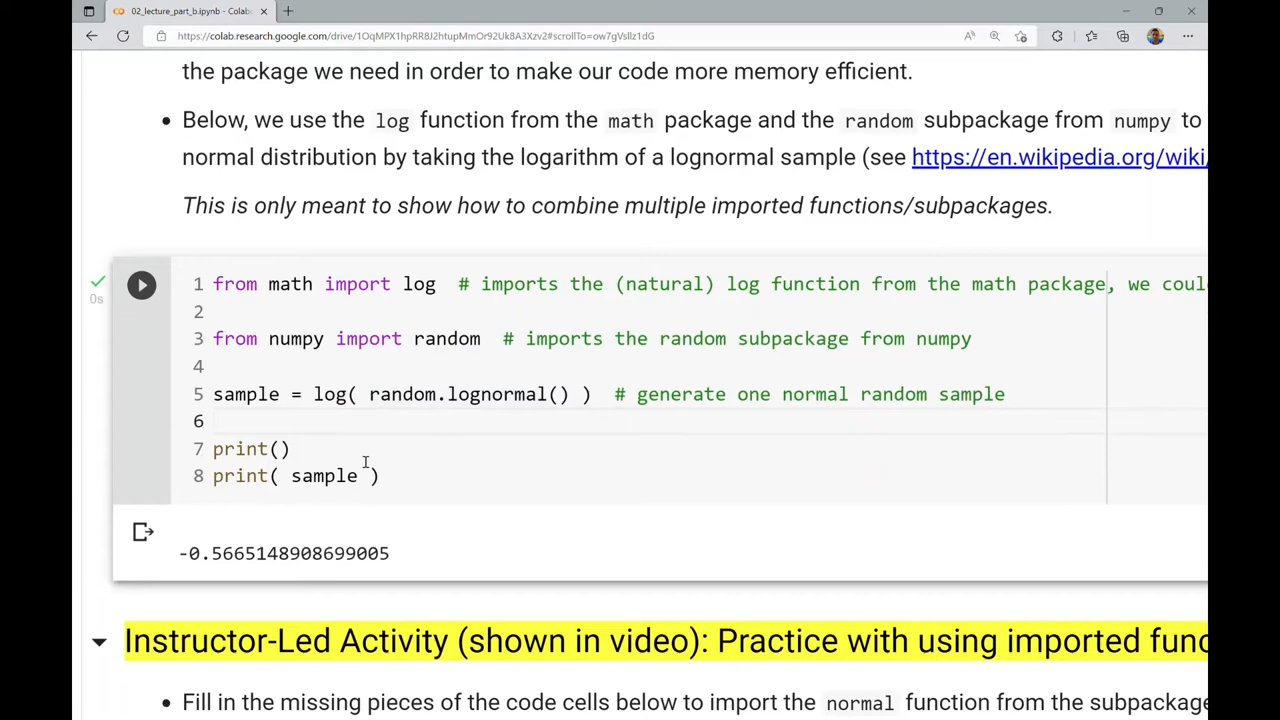 02_lecture_part_b.ipynb - Colab
https://colab.research.google.com/drive/1OqMPX1hpRR8J2htupMmOr92Uk8A3Xzv2#scrollTo=ow7gVsllz1dG
the package we need in order to make our code more memory efficient.
Below, we use the log function from the math package and the random subpackage from numpy to
normal distribution by taking the logarithm of a lognormal sample (see https://en.wikipedia.org/wiki/
This is only meant to show how to combine multiple imported functions/subpackages.
0s
1 from math import log # imports the (natural) log function from the math package, we coul
2
3 from numpy import random # imports the random subpackage from numpy
4
5 sample = log( random.lognormal() ) # generate one normal random sample
6
7 print()
8 print( sample )
-0.5665148908699005
Instructor-Led Activity (shown in video): Practice with using imported func
Fill in the missing pieces of the code cells below to import the normal function from the subpackage